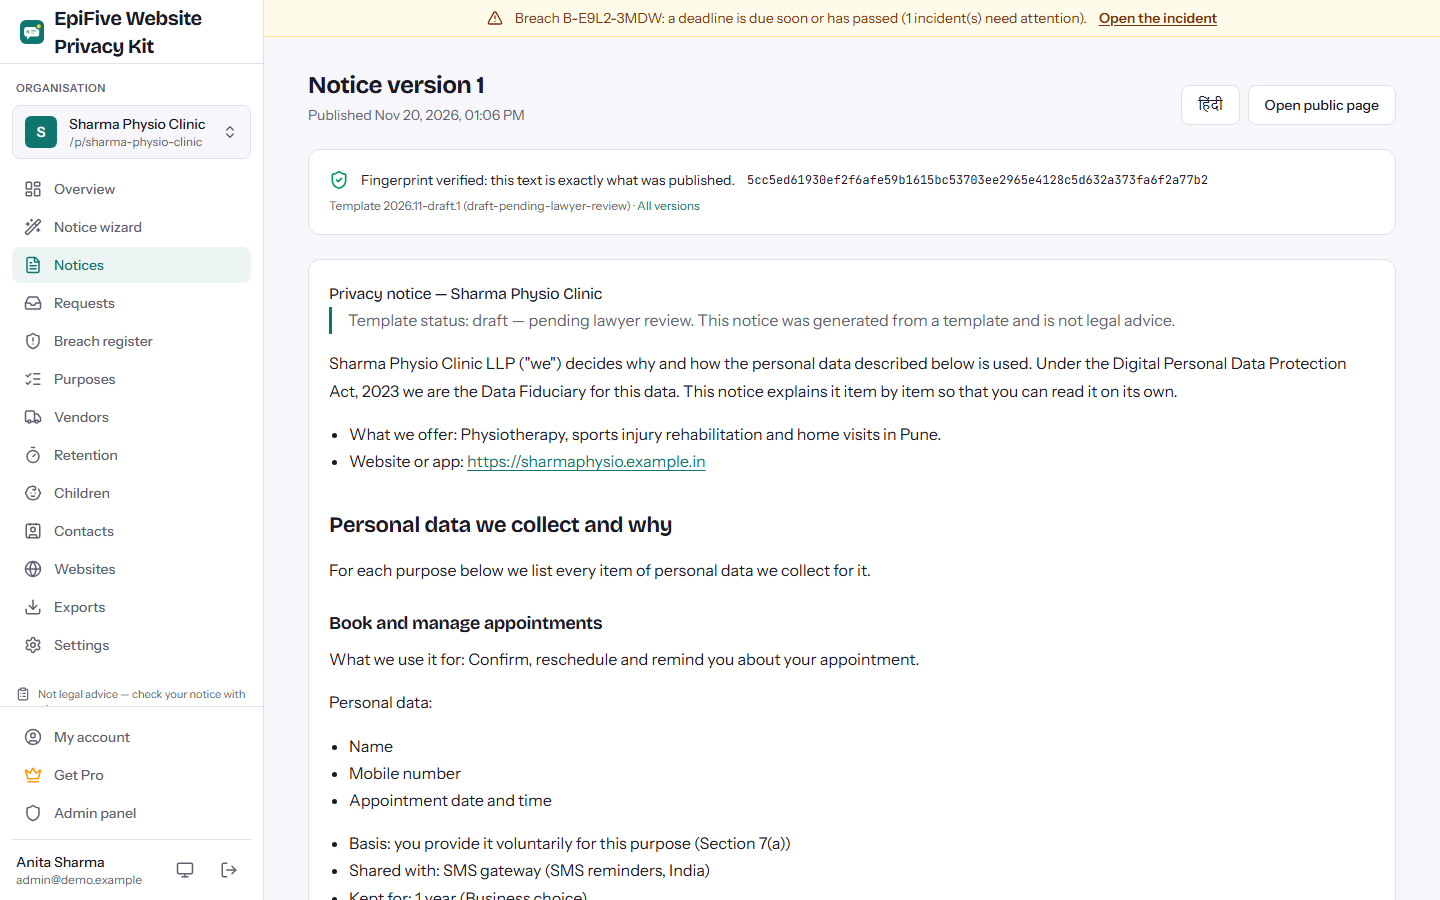 EpiFive Website
Privacy Kit
ORGANISATION
S
Sharma Physio Clinic
/p/sharma-physio-clinic
Overview
Notice wizard
Notices
Requests
Breach register
Purposes
Vendors
Retention
Children
Contacts
Websites
Exports
Settings
Not legal advice — check your notice with
My account
Get Pro
Admin panel
Anita Sharma
admin@demo.example
Breach B-E9L2-3MDW: a deadline is due soon or has passed (1 incident(s) need attention). Open the incident
Notice version 1
Published Nov 20, 2026, 01:06 PM
हिंदी
Open public page
Fingerprint verified: this text is exactly what was published. 5cc5ed61930ef2f6afe59b1615bc53703ee2965e4128c5d632a373fa6f2a77b2
Template 2026.11-draft.1 (draft-pending-lawyer-review) · All versions
Privacy notice — Sharma Physio Clinic
Template status: draft — pending lawyer review. This notice was generated from a template and is not legal advice.
Sharma Physio Clinic LLP ("we") decides why and how the personal data described below is used. Under the Digital Personal Data Protection
Act, 2023 we are the Data Fiduciary for this data. This notice explains it item by item so that you can read it on its own.
• What we offer: Physiotherapy, sports injury rehabilitation and home visits in Pune.
• Website or app: https://sharmaphysio.example.in
Personal data we collect and why
For each purpose below we list every item of personal data we collect for it.
Book and manage appointments
What we use it for: Confirm, reschedule and remind you about your appointment.
Personal data:
• Name
• Mobile number
• Appointment date and time
• Basis: you provide it voluntarily for this purpose (Section 7(a))
• Shared with: SMS gateway (SMS reminders, India)
• Kept for: 1 year (Business choice)